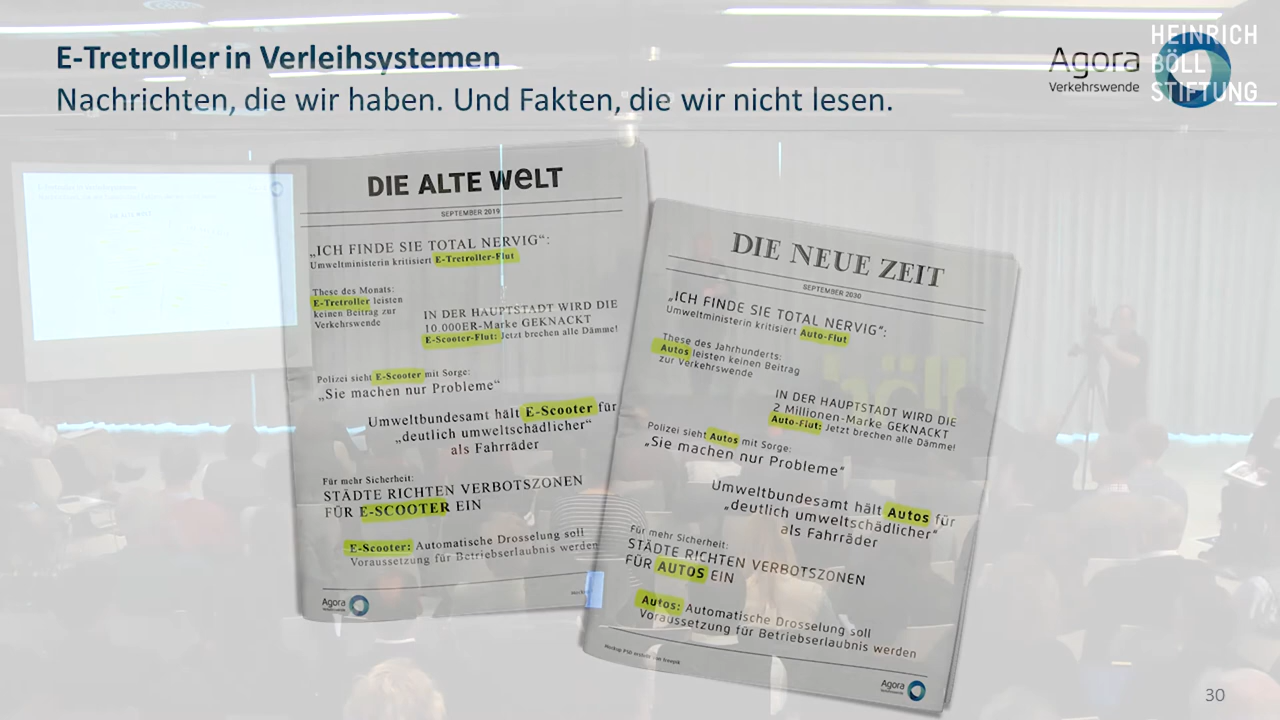 E-Tretroller in Verleihsystemen
Nachrichten, die wir haben. Und Fakten, die wir nicht lesen.
Agora
Verkehrswende
HEINRICH
BÖLL
STIFTUNG
DIE ALTE WeLT
SEPTEMBER 2019
„ICH FINDE SIE TOTAL NERVIG“:
Umweltministerin kritisiert E-Tretroller-Flut
These des Monats:
E-Tretroller leisten
keinen Beitrag zur
Verkehrswende
IN DER HAUPTSTADT WIRD DIE
10 000ER-Marke GEKNACKT
E-Scooter-Flut: Jetzt brechen alle Dämme!
Polizei sieht E-Scooter mit Sorge:
„Sie machen nur Probleme“
Umweltbundesamt hält E-Scooter für
„deutlich umweltschädlicher“
als Fahrräder
Für mehr Sicherheit:
STÄDTE RICHTEN VERBOTSZONEN
FÜR E-SCOOTER EIN
E-Scooter: Automatische Drosselung soll
Voraussetzung für Betriebserlaubnis werden
Agora
DIE NEUE ZEIT
SEPTEMBER 2030
„ICH FINDE SIE TOTAL NERVIG“:
Umweltministerin kritisiert Auto-Flut
These des Jahrhunderts:
Autos leisten keinen Beitrag
zur Verkehrswende
IN DER HAUPTSTADT WIRD DIE
2 Millionen-Marke GEKNACKT
Auto-Flut: Jetzt brechen alle Dämme!
Polizei sieht Autos mit Sorge:
„Sie machen nur Probleme“
Umweltbundesamt hält Autos für
„deutlich umweltschädlicher“
als Fahrräder
Für mehr Sicherheit:
STÄDTE RICHTEN VERBOTSZONEN
FÜR AUTOS EIN
Autos: Automatische Drosselung soll
Voraussetzung für Betriebserlaubnis werden
Mockup PSD erstellt von freepik
Agora
Verkehrswende
böll
30